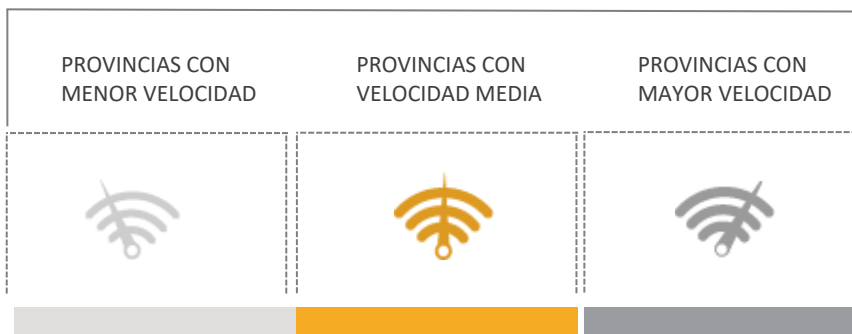 PROVINCIAS CON
MENOR VELOCIDAD
PROVINCIAS CON
VELOCIDAD MEDIA
PROVINCIAS CON
MAYOR VELOCIDAD